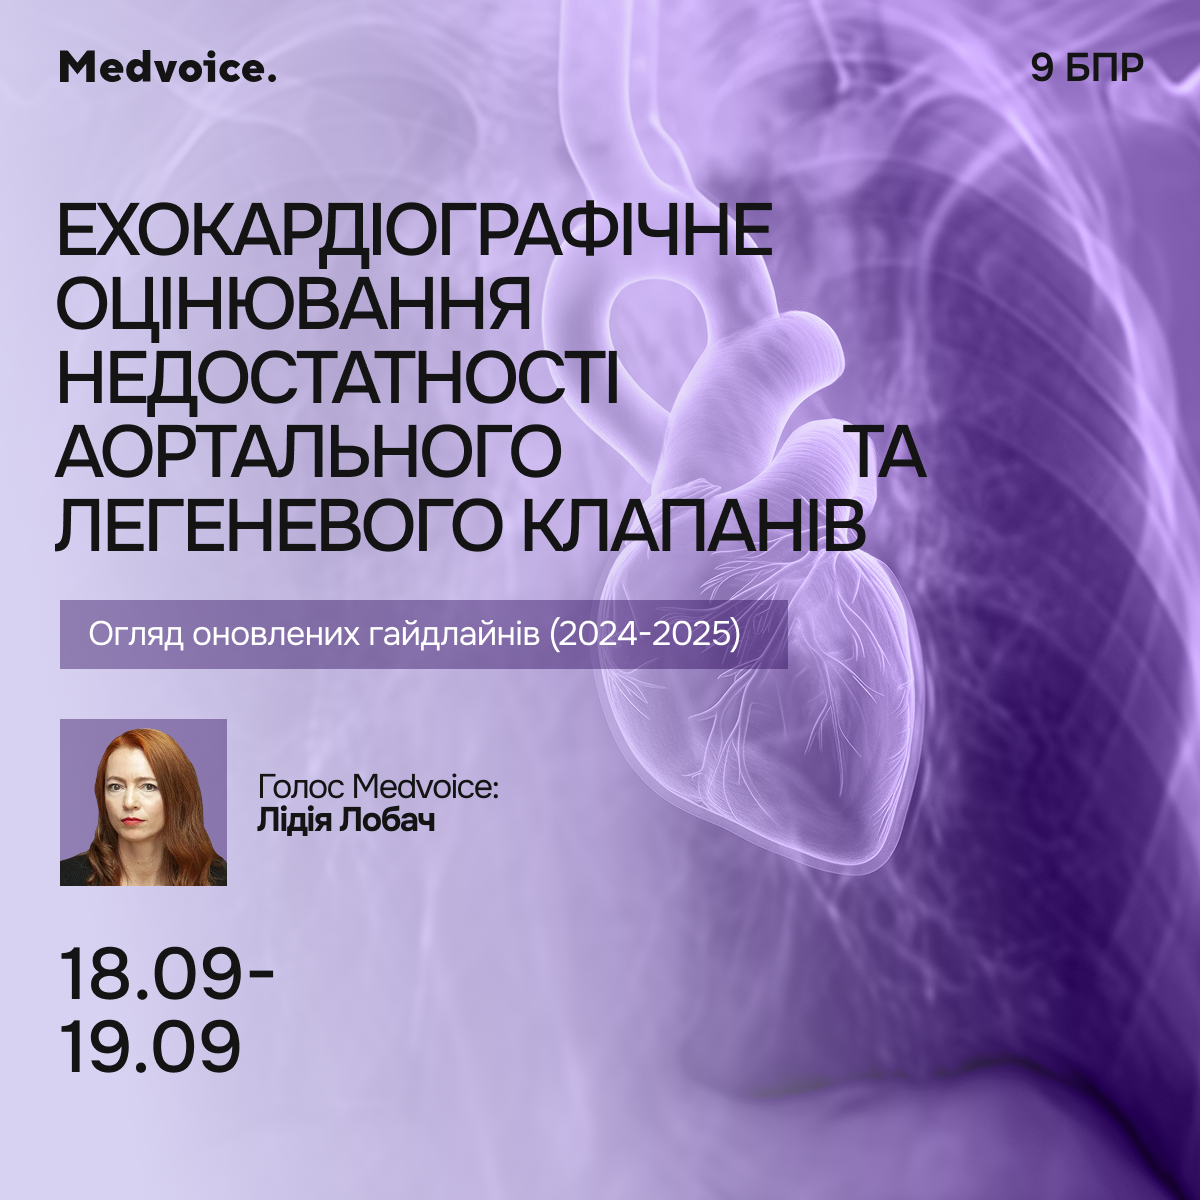 Medvoice.
9 БПР
ЕХОКАРДІОГРАФІЧНЕ
ОЦІНЮВАННЯ
НЕДОСТАТНОСТІ
АОРТАЛЬНОГО ТА
ЛЕГЕНЕВОГО КЛАПАНІВ
Огляд оновлених гайдлайнів (2024-2025)
Голос Medvoice:
Лідія Лобач
18.09-
19.09